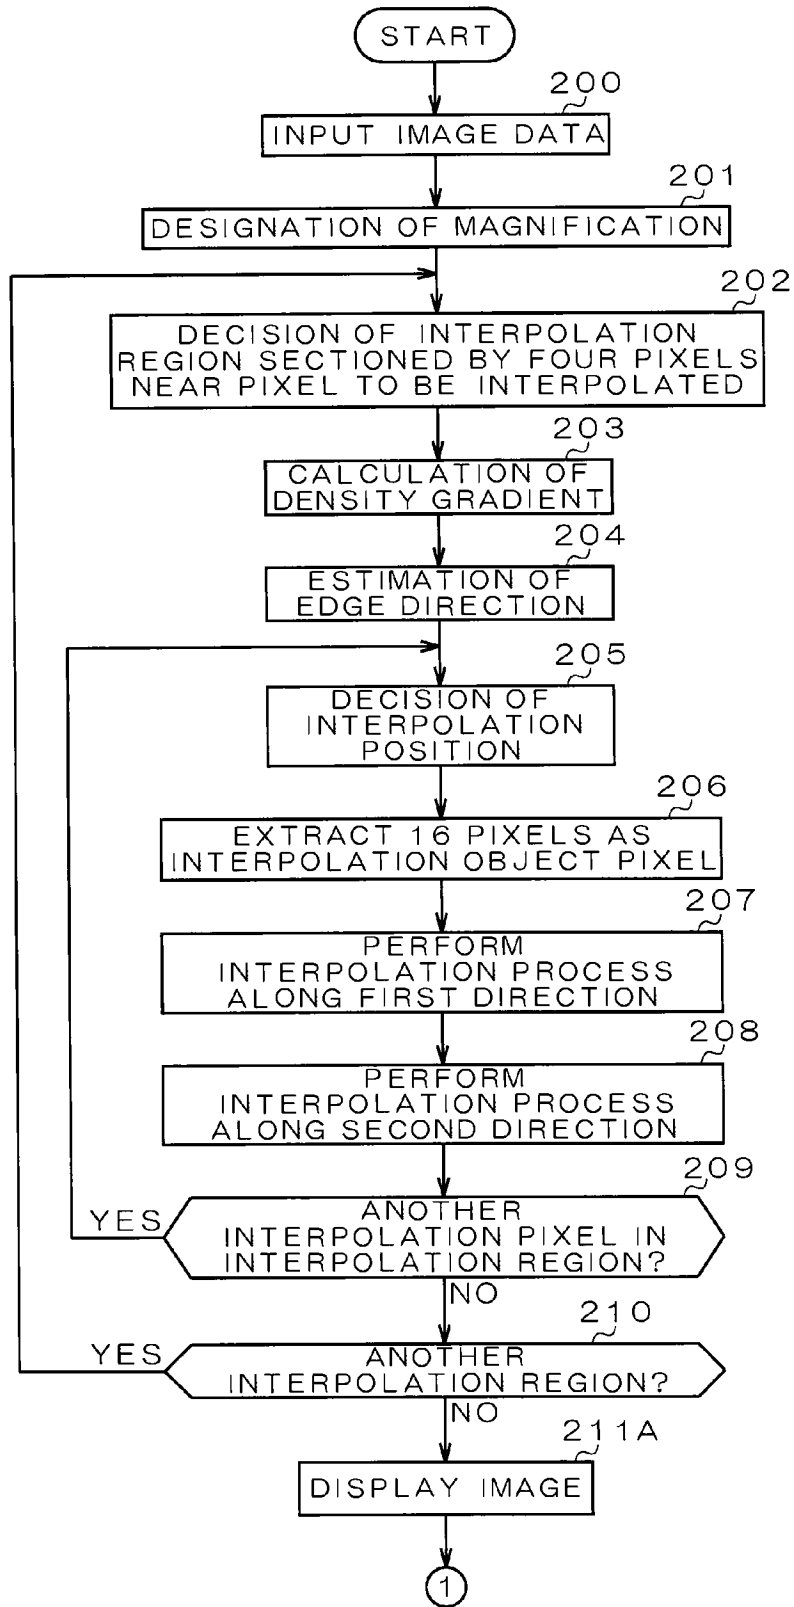 START
200
INPUT IMAGE DATA
201
DESIGNATION OF MAGNIFICATION
202
DECISION OF INTERPOLATION
REGION SECTIONED BY FOUR PIXELS
NEAR PIXEL TO BE INTERPOLATED
203
CALCULATION OF
DENSITY GRADIENT
204
ESTIMATION OF
EDGE DIRECTION
205
DECISION OF
INTERPOLATION
POSITION
206
EXTRACT 16 PIXELS AS
INTERPOLATION OBJECT PIXEL
207
PERFORM
INTERPOLATION PROCESS
ALONG FIRST DIRECTION
208
PERFORM
INTERPOLATION PROCESS
ALONG SECOND DIRECTION
209
YES
ANOTHER
INTERPOLATION PIXEL IN
INTERPOLATION REGION?
NO
210
YES
ANOTHER
INTERPOLATION REGION?
NO
211A
DISPLAY IMAGE
1